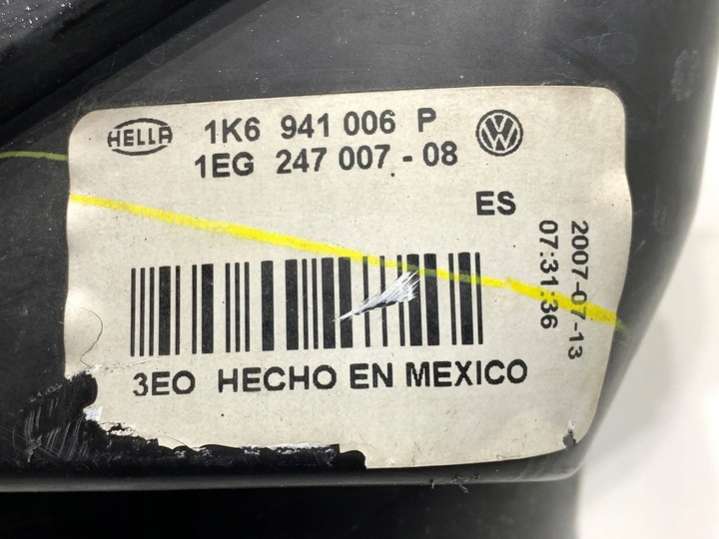 HELLA 1K6 941 006 P VW
1EG 247 007 - 08
ES
2007-07-13
07:31:36
3EO HECHO EN MEXICO